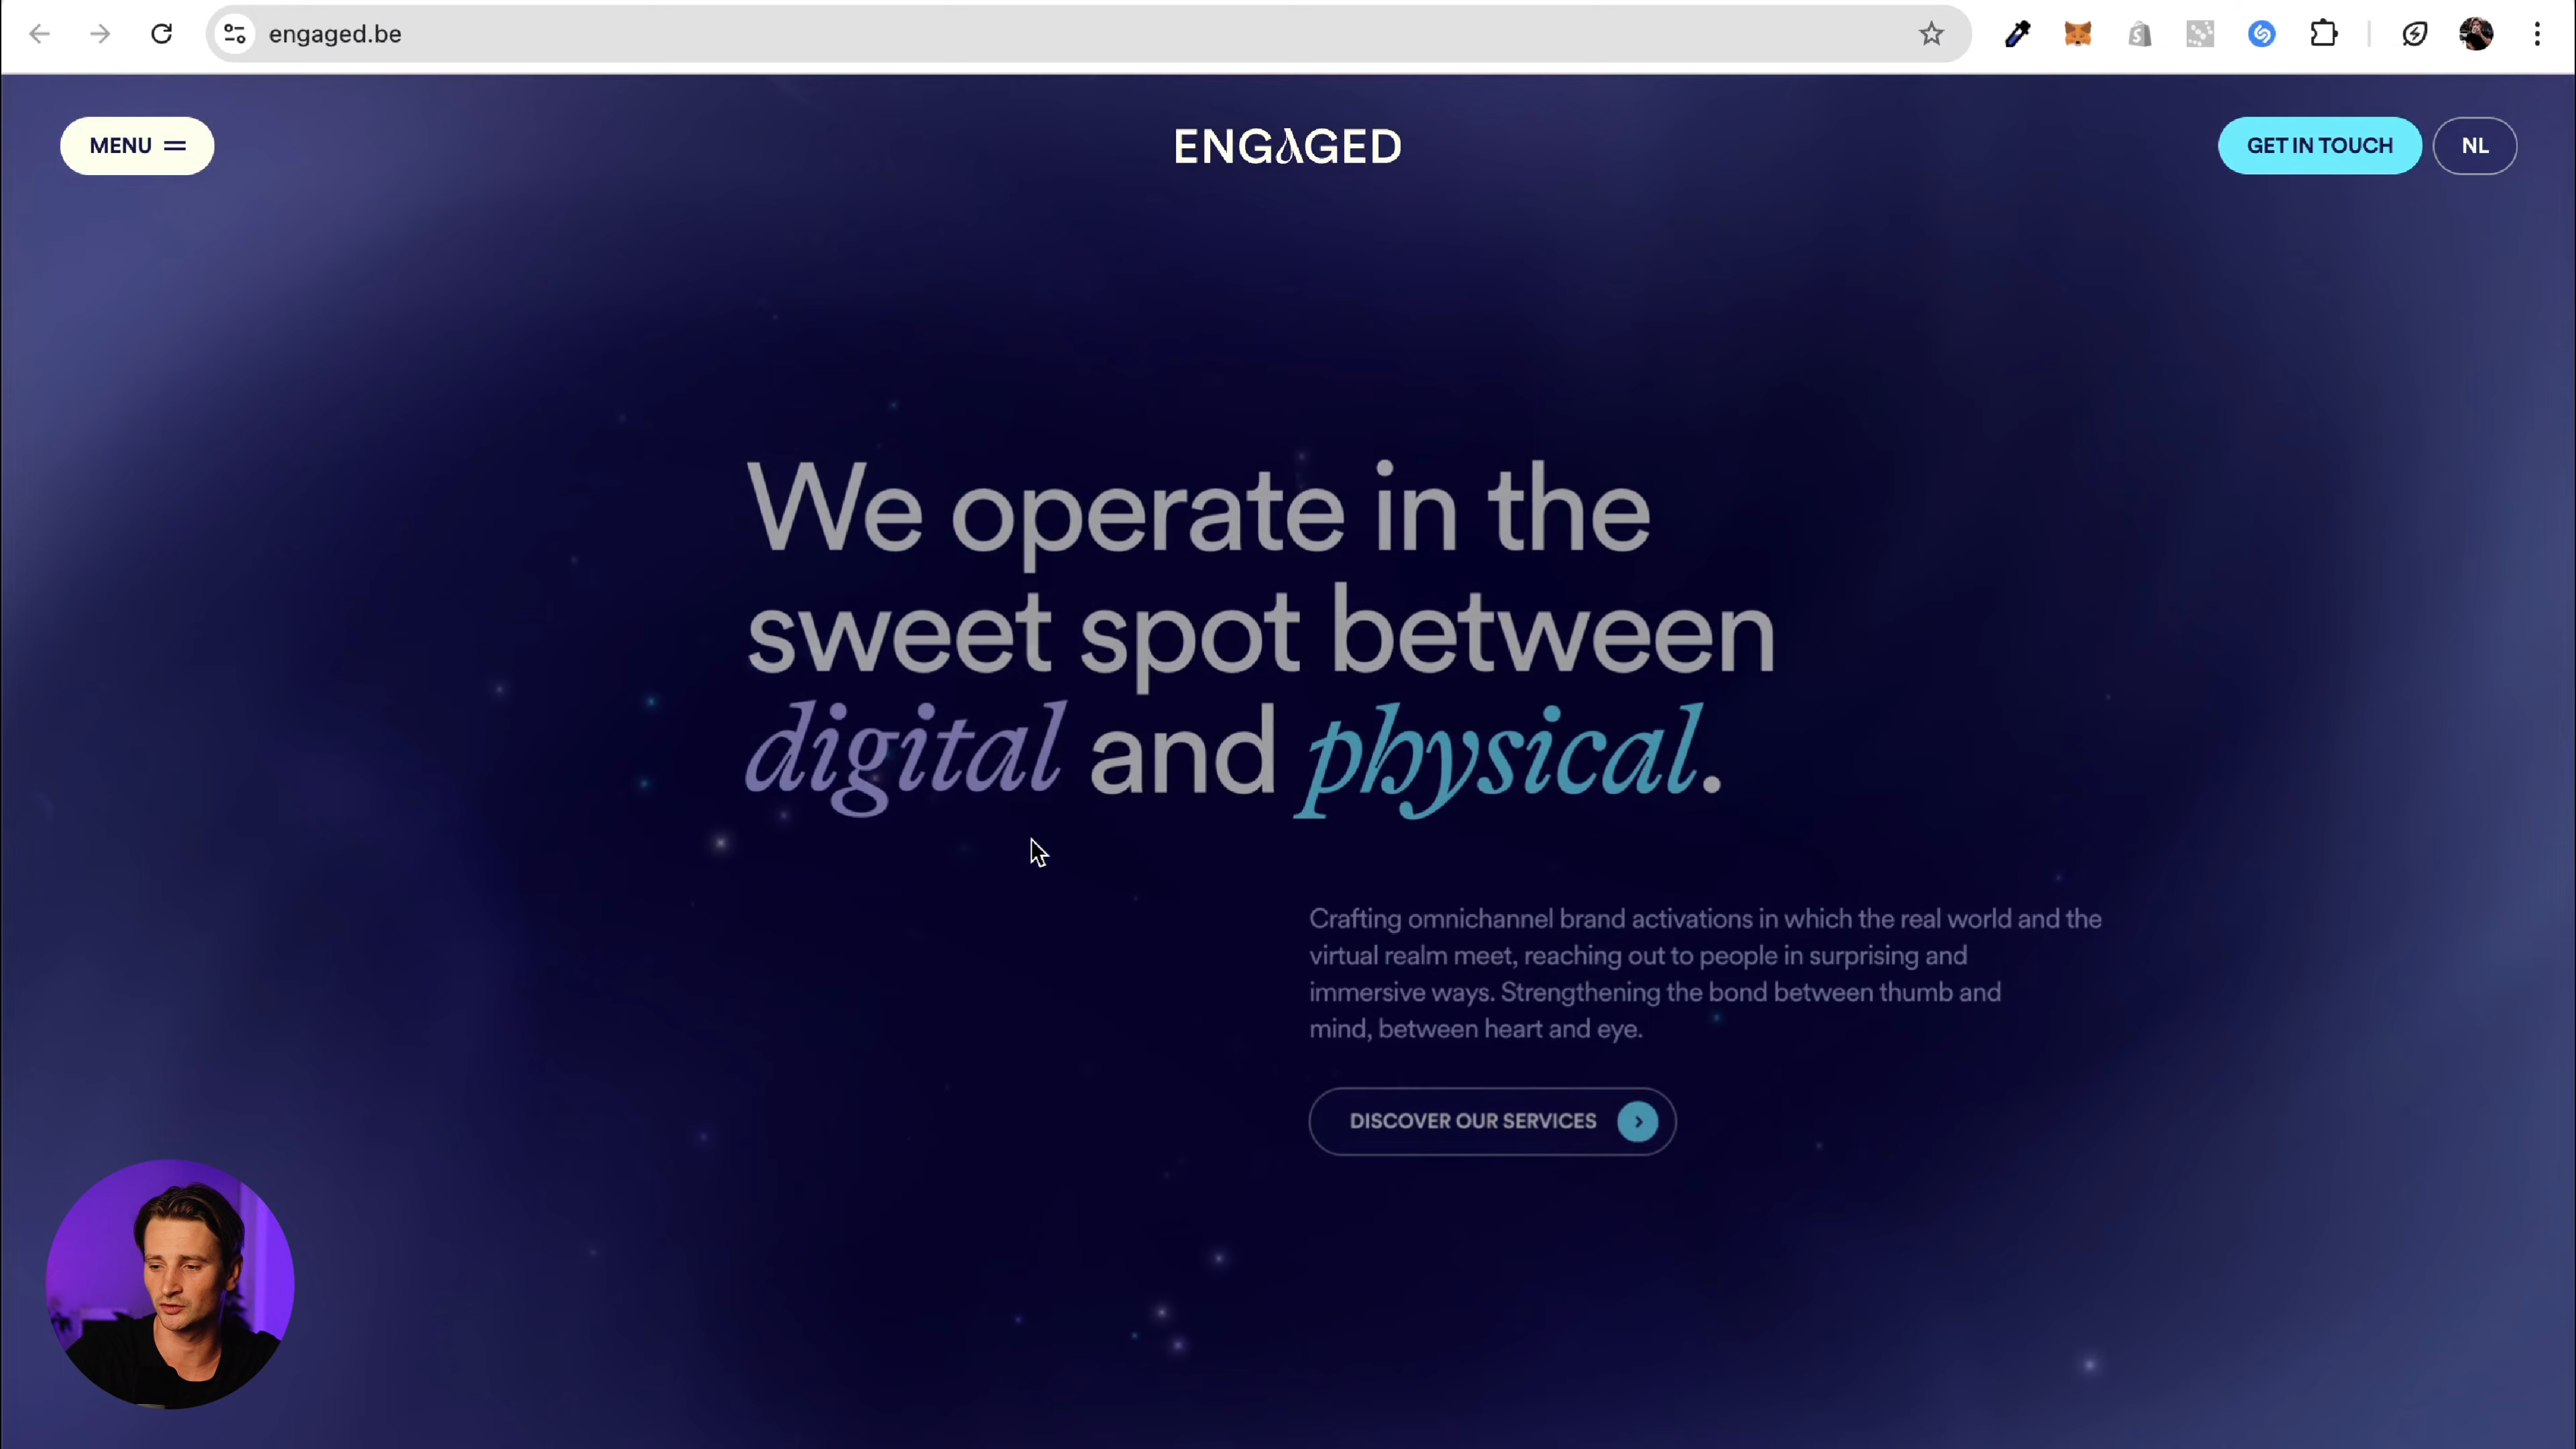 engaged.be
MENU
ENGAGED
GET IN TOUCH
NL
We operate in the
sweet spot between
digital and physical.
Crafting omnichannel brand activations in which the real world and the
virtual realm meet, reaching out to people in surprising and
immersive ways. Strengthening the bond between thumb and
mind, between heart and eye.
DISCOVER OUR SERVICES